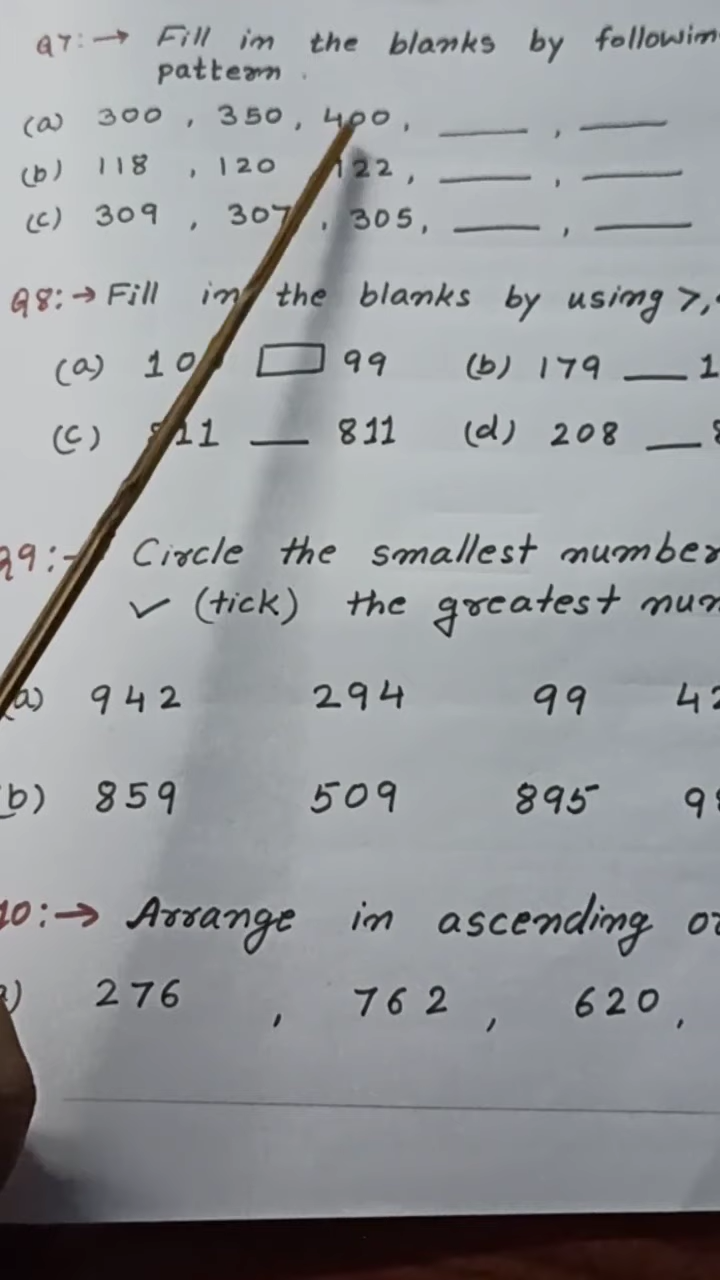 Q7:→ Fill in the blanks by
pattern.
(a) 300, 350, 400, ____, ____
(b) 118, 120 122, ____, ____
(c) 309, 307, 305, ____, ____
Q8:→ Fill in the blanks by using >,
(a) 10 ▭ 99 (b) 179 ___
(c) 11 ___ 811 (d) 208 ___
Q9:- Circle the smallest number
✓ (tick) the greatest
(a) 942 294 99
(b) 859 509 895
10:→ Arrange in ascending
276, 762, 620,